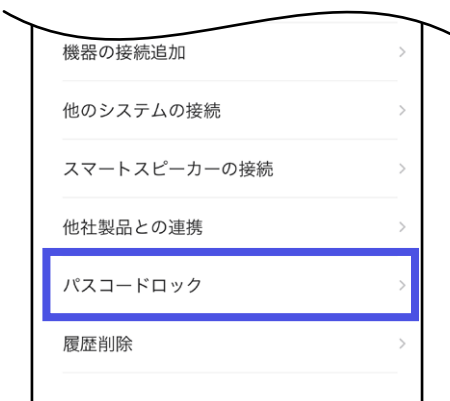 機器の接続追加
他のシステムの接続
スマートスピーカーの接続
他社製品との連携
パスコードロック
履歴削除